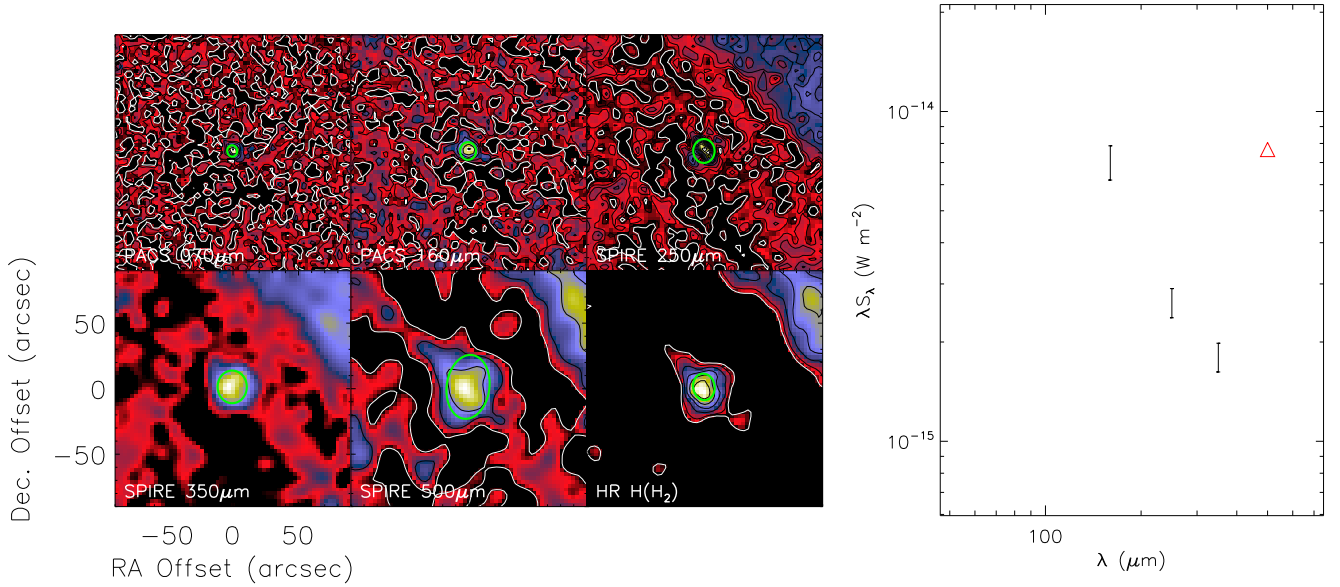 PACS 070μm
PACS 160μm
SPIRE 250μm
SPIRE 350μm
SPIRE 500μm
HR H(H₂)
50
0
−50
Dec. Offset (arcsec)
−50 0 50
RA Offset (arcsec)
10⁻¹⁴
10⁻¹⁵
λS_λ (W m⁻²)
100
λ (μm)